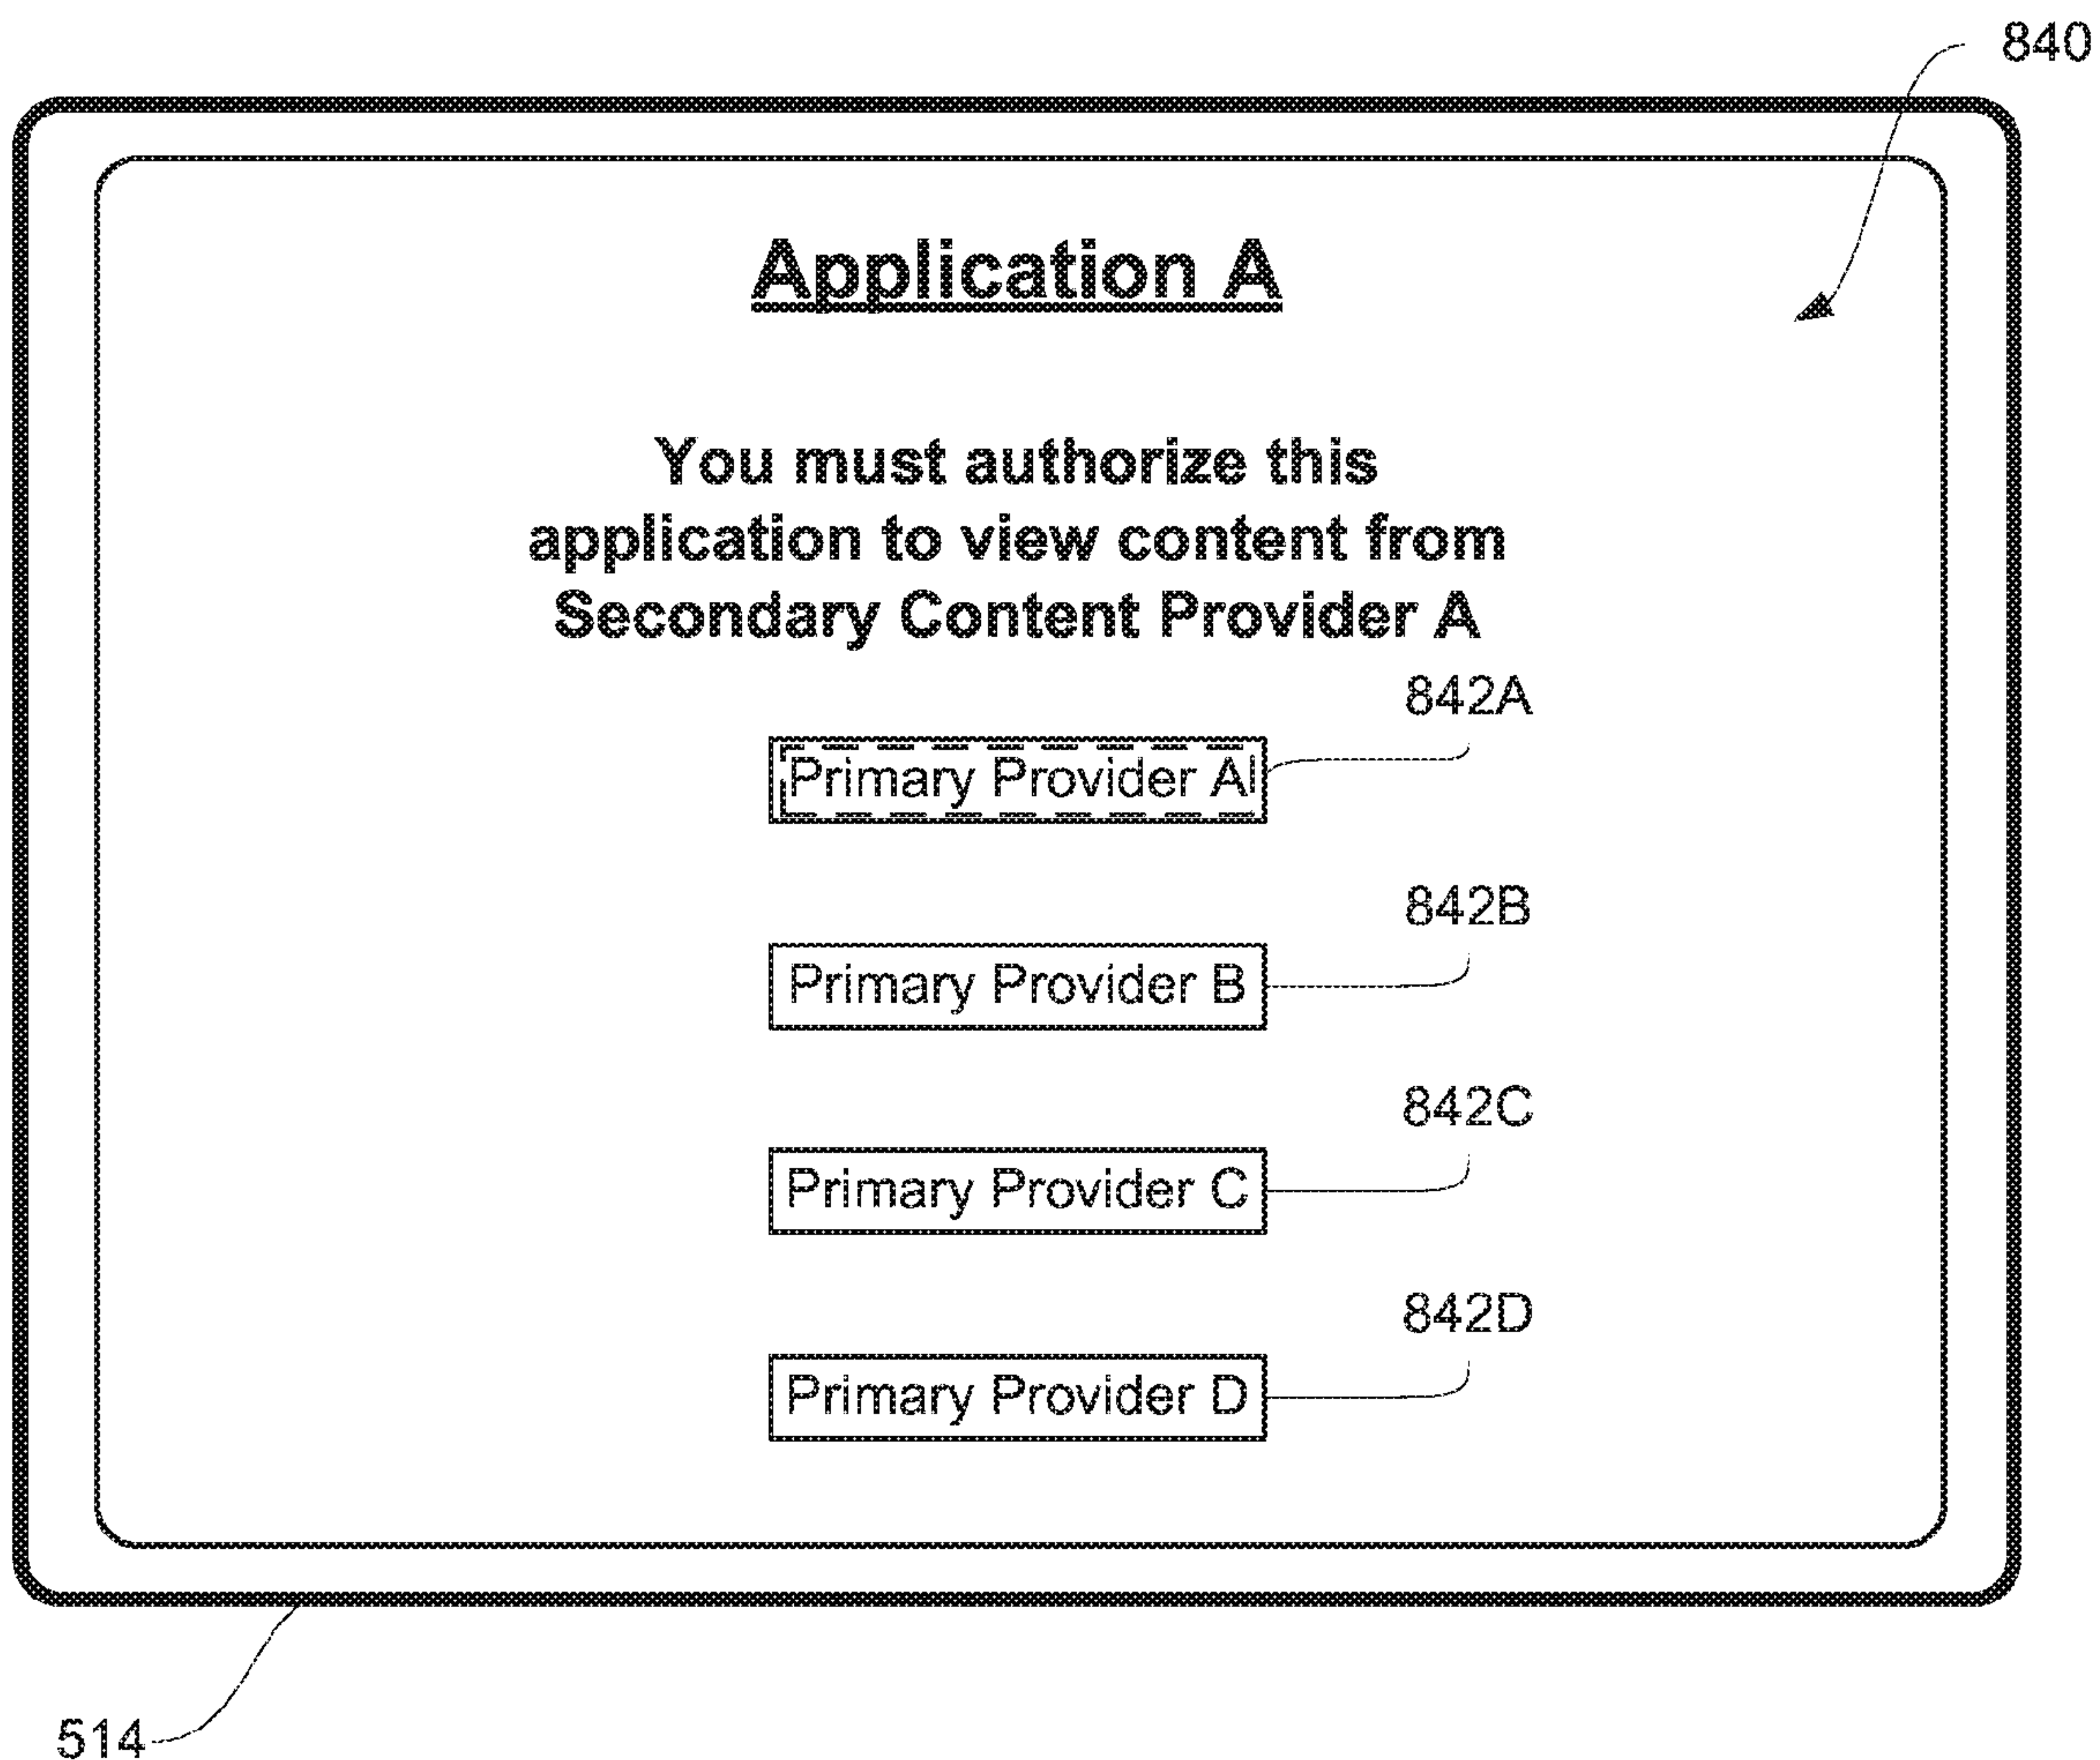 840
Application A
You must authorize this
application to view content from
Secondary Content Provider A
842A
Primary Provider A
842B
Primary Provider B
842C
Primary Provider C
842D
Primary Provider D
514